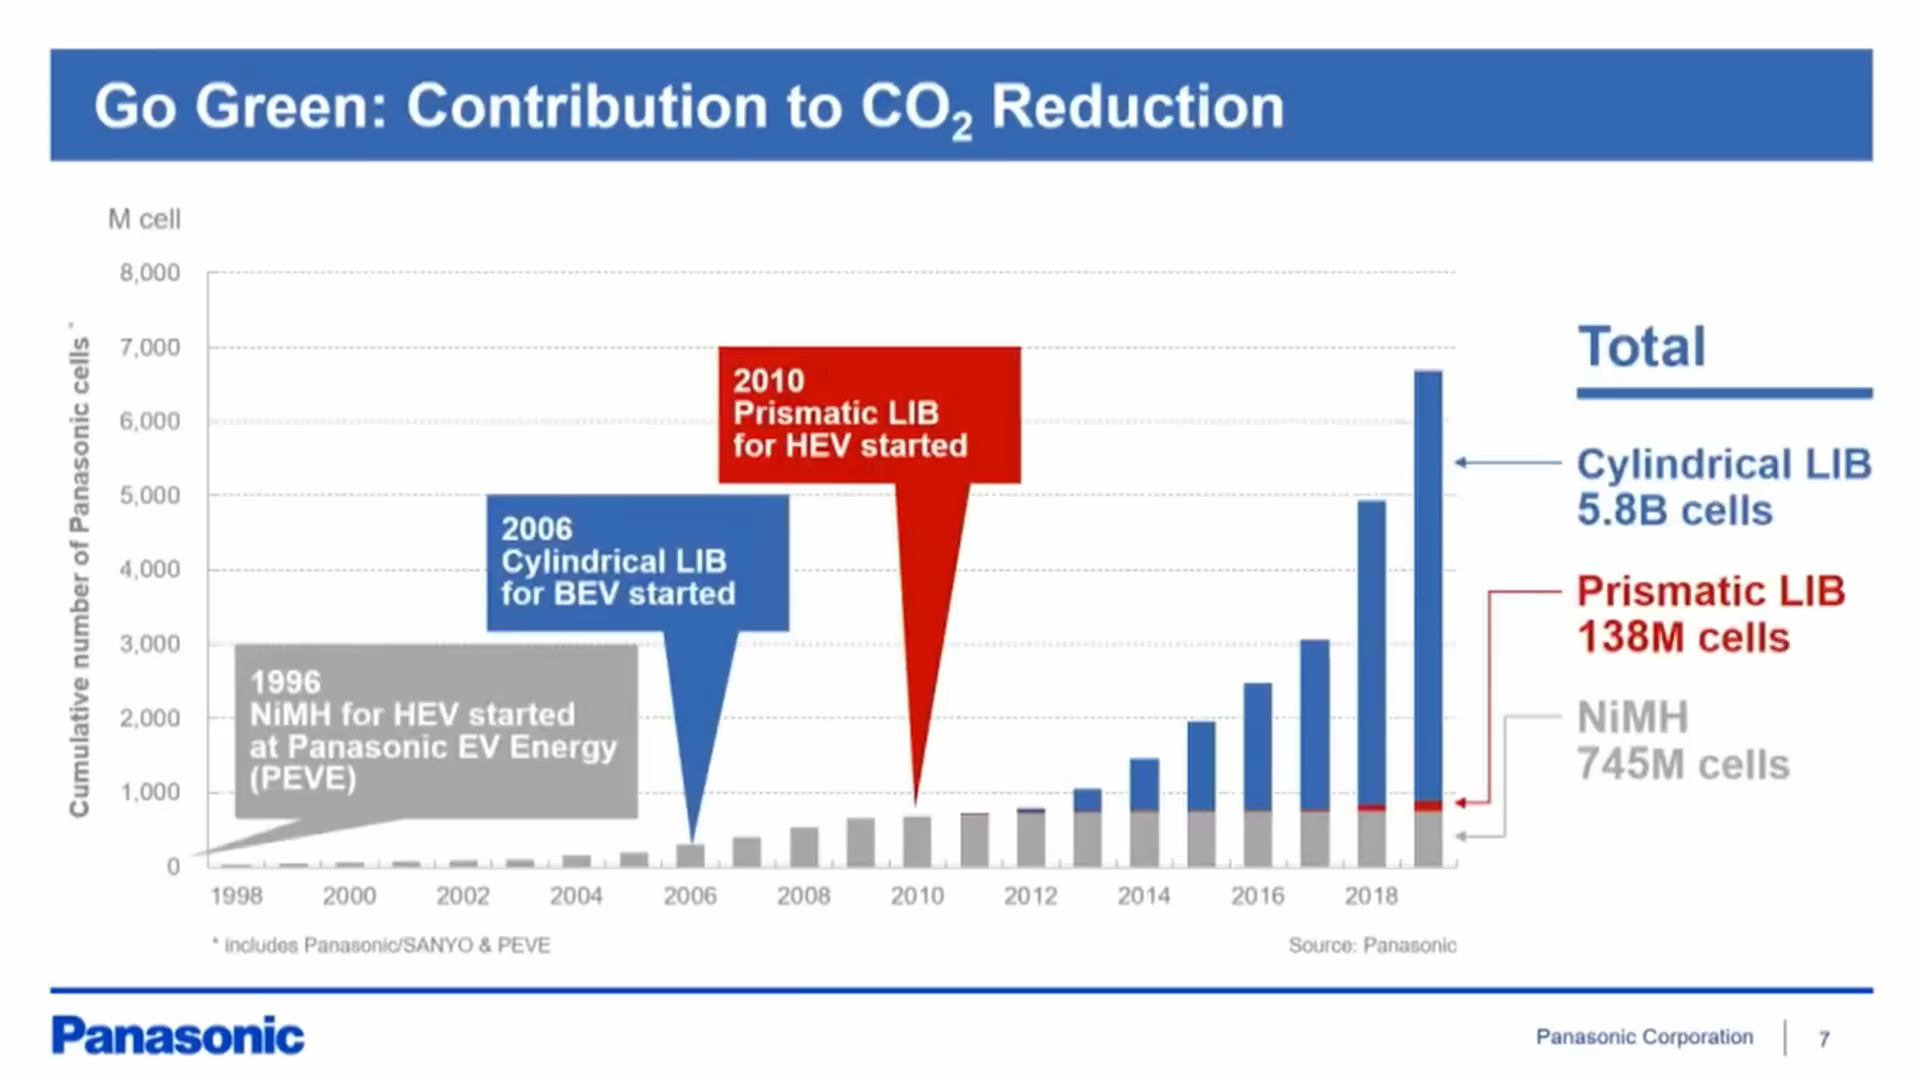 Go Green: Contribution to CO₂ Reduction
M cell
Cumulative number of Panasonic cells *
8,000
7,000
6,000
5,000
4,000
3,000
2,000
1,000
0
1996
NiMH for HEV started
at Panasonic EV Energy
(PEVE)
2006
Cylindrical LIB
for BEV started
2010
Prismatic LIB
for HEV started
1998 2000 2002 2004 2006 2008 2010 2012 2014 2016 2018
Total
Cylindrical LIB
5.8B cells
Prismatic LIB
138M cells
NiMH
745M cells
* includes Panasonic/SANYO & PEVE
Source: Panasonic
Panasonic
Panasonic Corporation
7